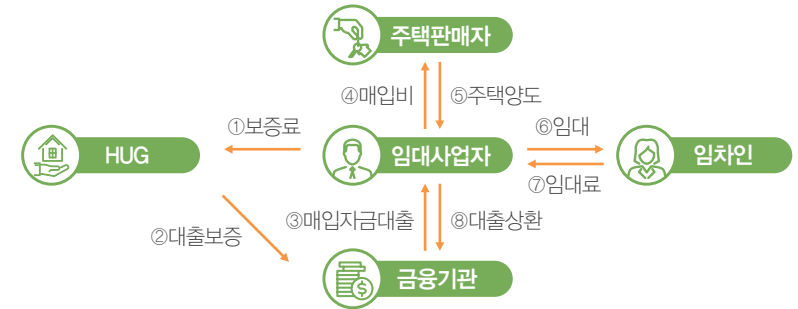 주택판매자
④매입비
⑤주택양도
①보증료
⑥임대
HUG
임대사업자
임차인
⑦임대료
②대출보증
③매입자금대출
⑧대출상환
금융기관